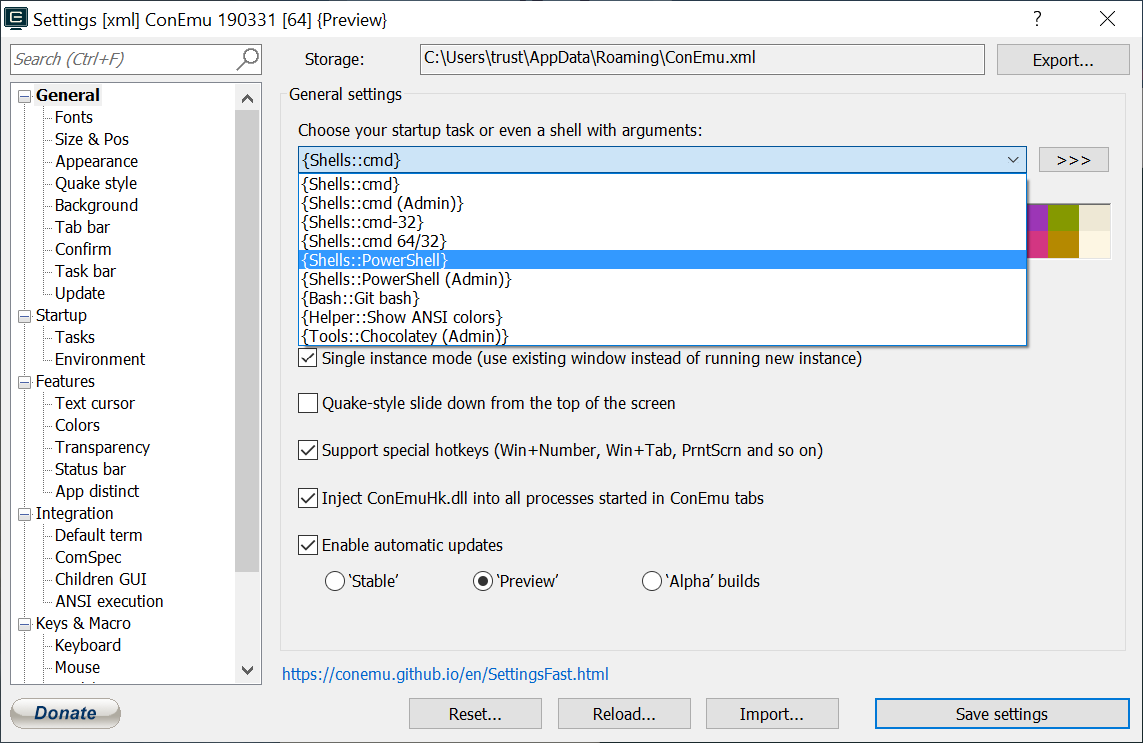 Settings [xml] ConEmu 190331 [64] {Preview}
?
Search (Ctrl+F)
Storage:
C:\Users\trust\AppData\Roaming\ConEmu.xml
Export...
General
Fonts
Size & Pos
Appearance
Quake style
Background
Tab bar
Confirm
Task bar
Update
Startup
Tasks
Environment
Features
Text cursor
Colors
Transparency
Status bar
App distinct
Integration
Default term
ComSpec
Children GUI
ANSI execution
Keys & Macro
Keyboard
Mouse
General settings
Choose your startup task or even a shell with arguments:
{Shells::cmd}
>>>
{Shells::cmd}
{Shells::cmd (Admin)}
{Shells::cmd-32}
{Shells::cmd 64/32}
{Shells::PowerShell}
{Shells::PowerShell (Admin)}
{Bash::Git bash}
{Helper::Show ANSI colors}
{Tools::Chocolatey (Admin)}
Single instance mode (use existing window instead of running new instance)
Quake-style slide down from the top of the screen
Support special hotkeys (Win+Number, Win+Tab, PrntScrn and so on)
Inject ConEmuHk.dll into all processes started in ConEmu tabs
Enable automatic updates
‘Stable’
‘Preview’
‘Alpha’ builds
https://conemu.github.io/en/SettingsFast.html
Donate
Reset...
Reload...
Import...
Save settings